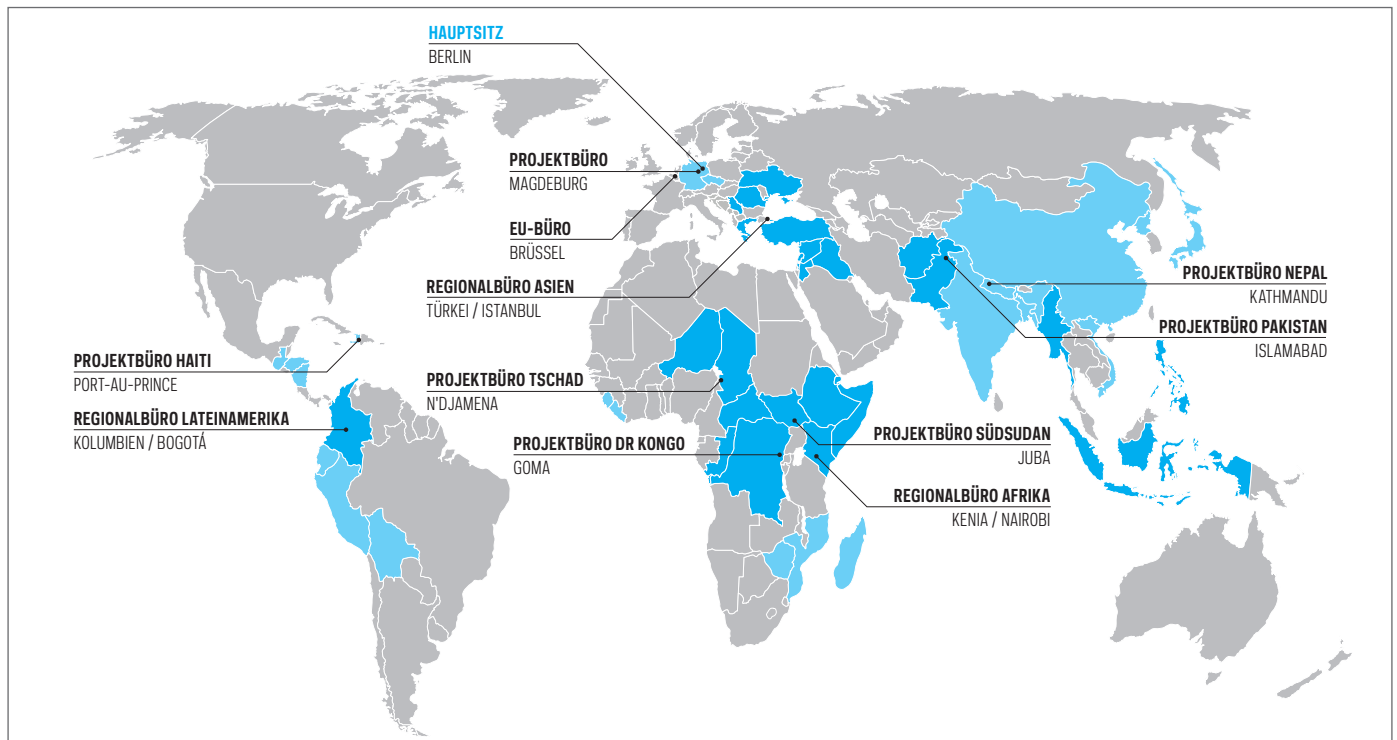 HAUPTSITZ
BERLIN
PROJEKTBÜRO
MAGDEBURG
EU-BÜRO
BRÜSSEL
REGIONALBÜRO ASIEN
TÜRKEI / ISTANBUL
PROJEKTBÜRO NEPAL
KATHMANDU
PROJEKTBÜRO PAKISTAN
ISLAMABAD
PROJEKTBÜRO HAITI
PORT-AU-PRINCE
REGIONALBÜRO LATEINAMERIKA
KOLUMBIEN / BOGOTÁ
PROJEKTBÜRO TSCHAD
N'DJAMENA
PROJEKTBÜRO DR KONGO
GOMA
PROJEKTBÜRO SÜDSUDAN
JUBA
REGIONALBÜRO AFRIKA
KENIA / NAIROBI